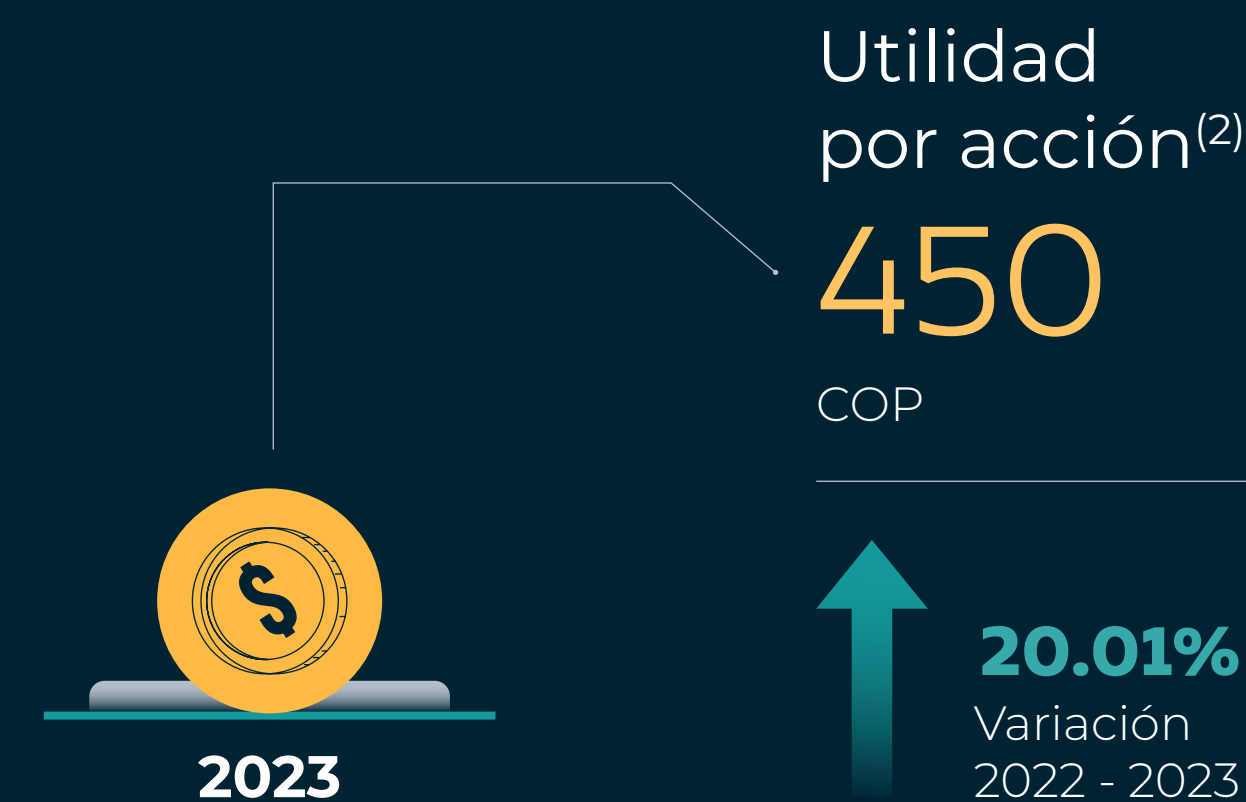 Utilidad
por acción(2)
450
COP
$
20.01%
Variación
2022 - 2023
2023